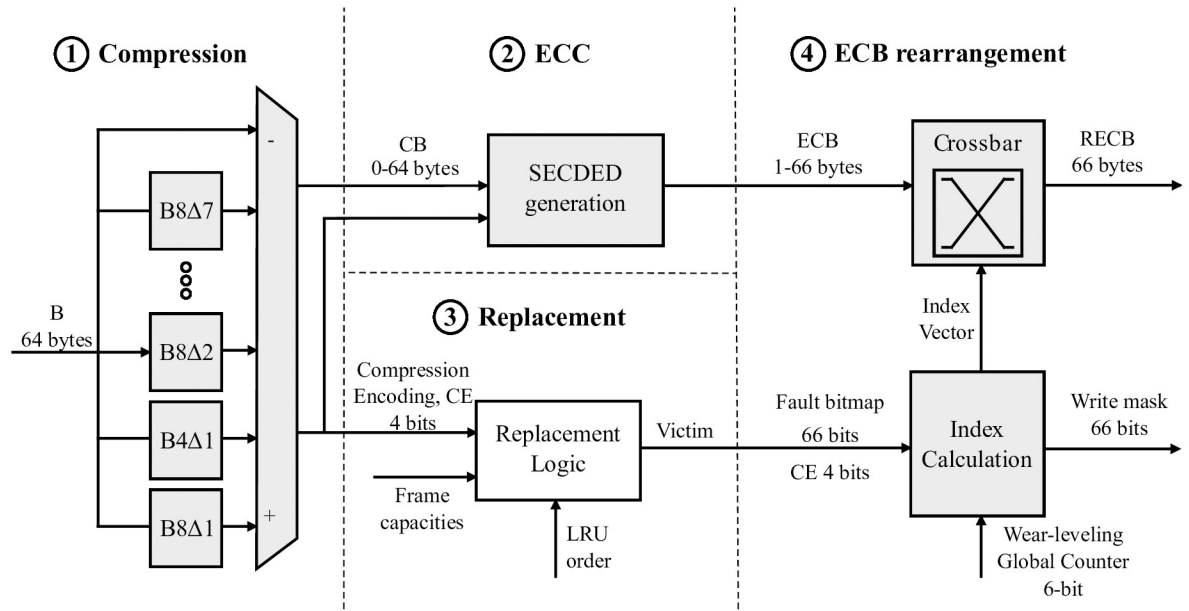 1 Compression
2 ECC
4 ECB rearrangement
-
B8Δ7
B
64 bytes
B8Δ2
B4Δ1
B8Δ1
+
CB
0-64 bytes
SECDED
generation
ECB
1-66 bytes
Crossbar
RECB
66 bytes
3 Replacement
Compression
Encoding, CE
4 bits
Frame
capacities
Replacement
Logic
LRU
order
Victim
Index
Vector
Fault bitmap
66 bits
CE 4 bits
Index
Calculation
Write mask
66 bits
Wear-leveling
Global Counter
6-bit